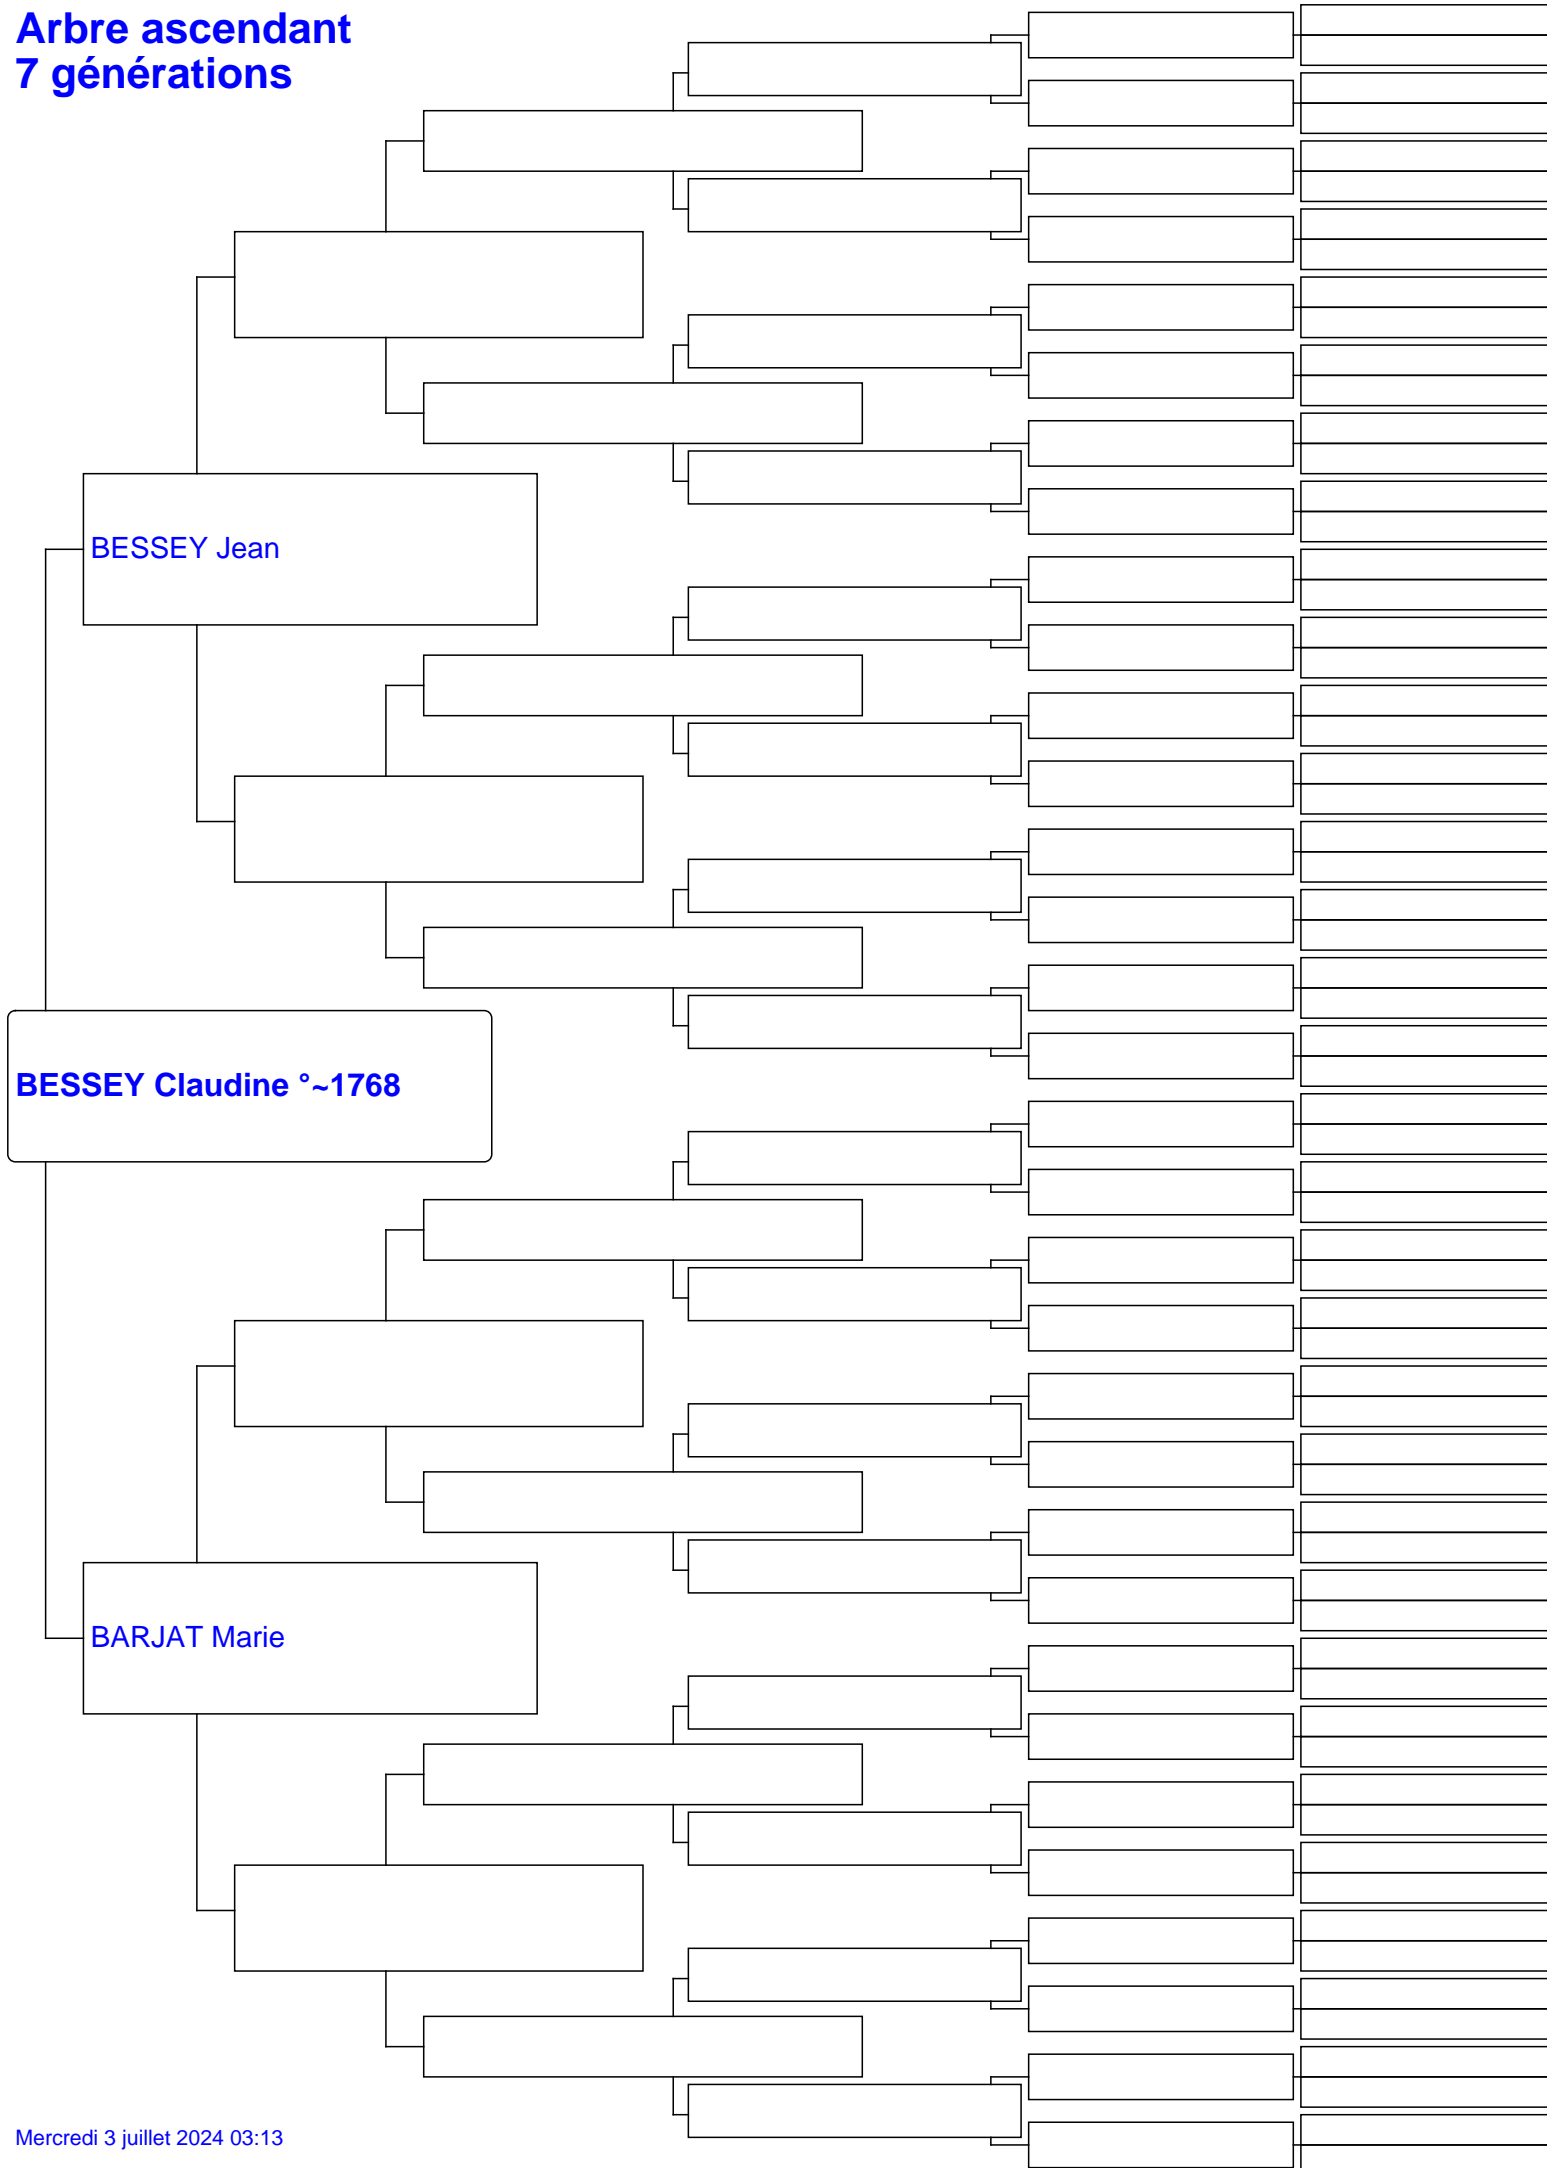 Arbre ascendant
7 générations
BESSEY Jean
BESSEY Claudine °~1768
BARJAT Marie
Mercredi 3 juillet 2024 03:13